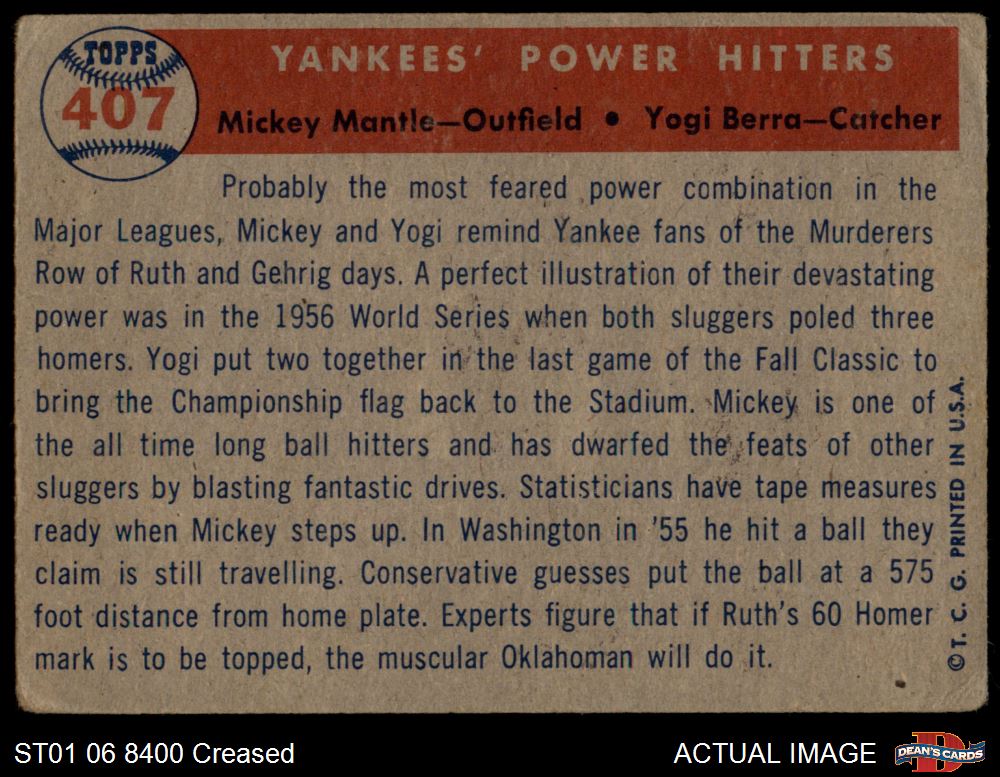 TOPPS
407
YANKEES' POWER HITTERS
Mickey Mantle—Outfield • Yogi Berra—Catcher
Probably the most feared power combination in the
Major Leagues, Mickey and Yogi remind Yankee fans of the Murderers
Row of Ruth and Gehrig days. A perfect illustration of their devastating
power was in the 1956 World Series when both sluggers poled three
homers. Yogi put two together in the last game of the Fall Classic to
bring the Championship flag back to the Stadium. Mickey is one of
the all time long ball hitters and has dwarfed the feats of other
sluggers by blasting fantastic drives. Statisticians have tape measures
ready when Mickey steps up. In Washington in '55 he hit a ball they
claim is still travelling. Conservative guesses put the ball at a 575
foot distance from home plate. Experts figure that if Ruth's 60 Homer
mark is to be topped, the muscular Oklahoman will do it.
© T. C. G. PRINTED IN U.S.A.
ST01 06 8400 Creased
ACTUAL IMAGE
DEAN'S CARDS